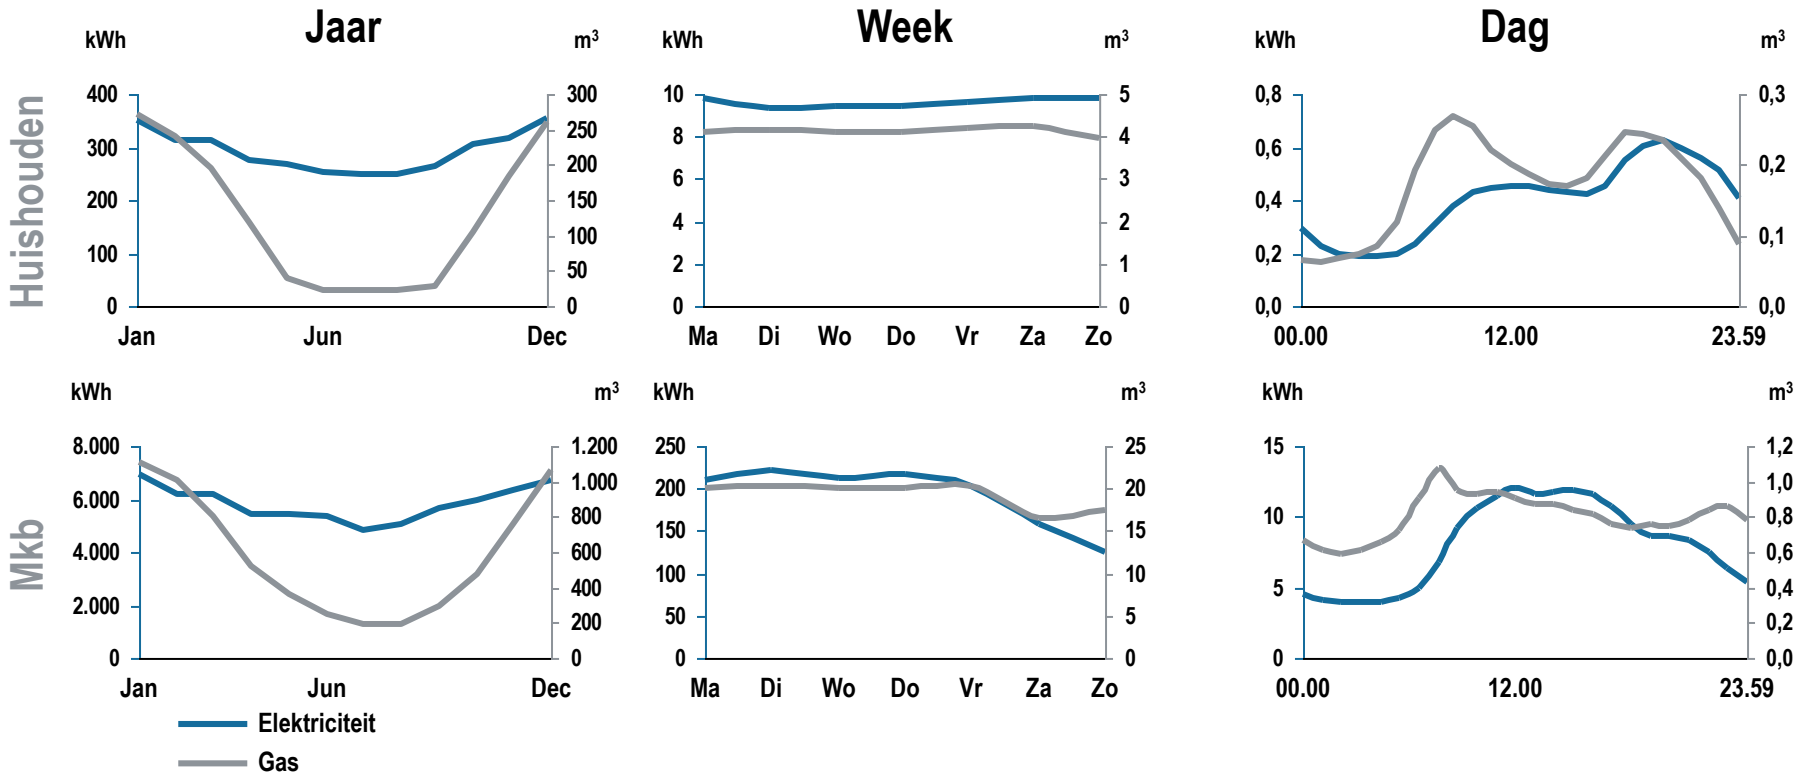 Jaar
Week
Dag
kWh
m³
kWh
m³
kWh
m³
Huishouden
400
300
200
100
0
300
250
200
150
100
50
0
Jan
Jun
Dec
10
8
6
4
2
0
5
4
3
2
1
0
Ma
Di
Wo
Do
Vr
Za
Zo
0,8
0,6
0,4
0,2
0,0
0,3
0,2
0,1
0,0
00.00
12.00
23.59
kWh
m³
kWh
m³
kWh
m³
Mkb
8.000
6.000
4.000
2.000
0
1.200
1.000
800
600
400
200
0
Jan
Jun
Dec
250
200
150
100
50
0
25
20
15
10
5
0
Ma
Di
Wo
Do
Vr
Za
Zo
15
10
5
0
1,2
1,0
0,8
0,6
0,4
0,2
0,0
00.00
12.00
23.59
Elektriciteit
Gas